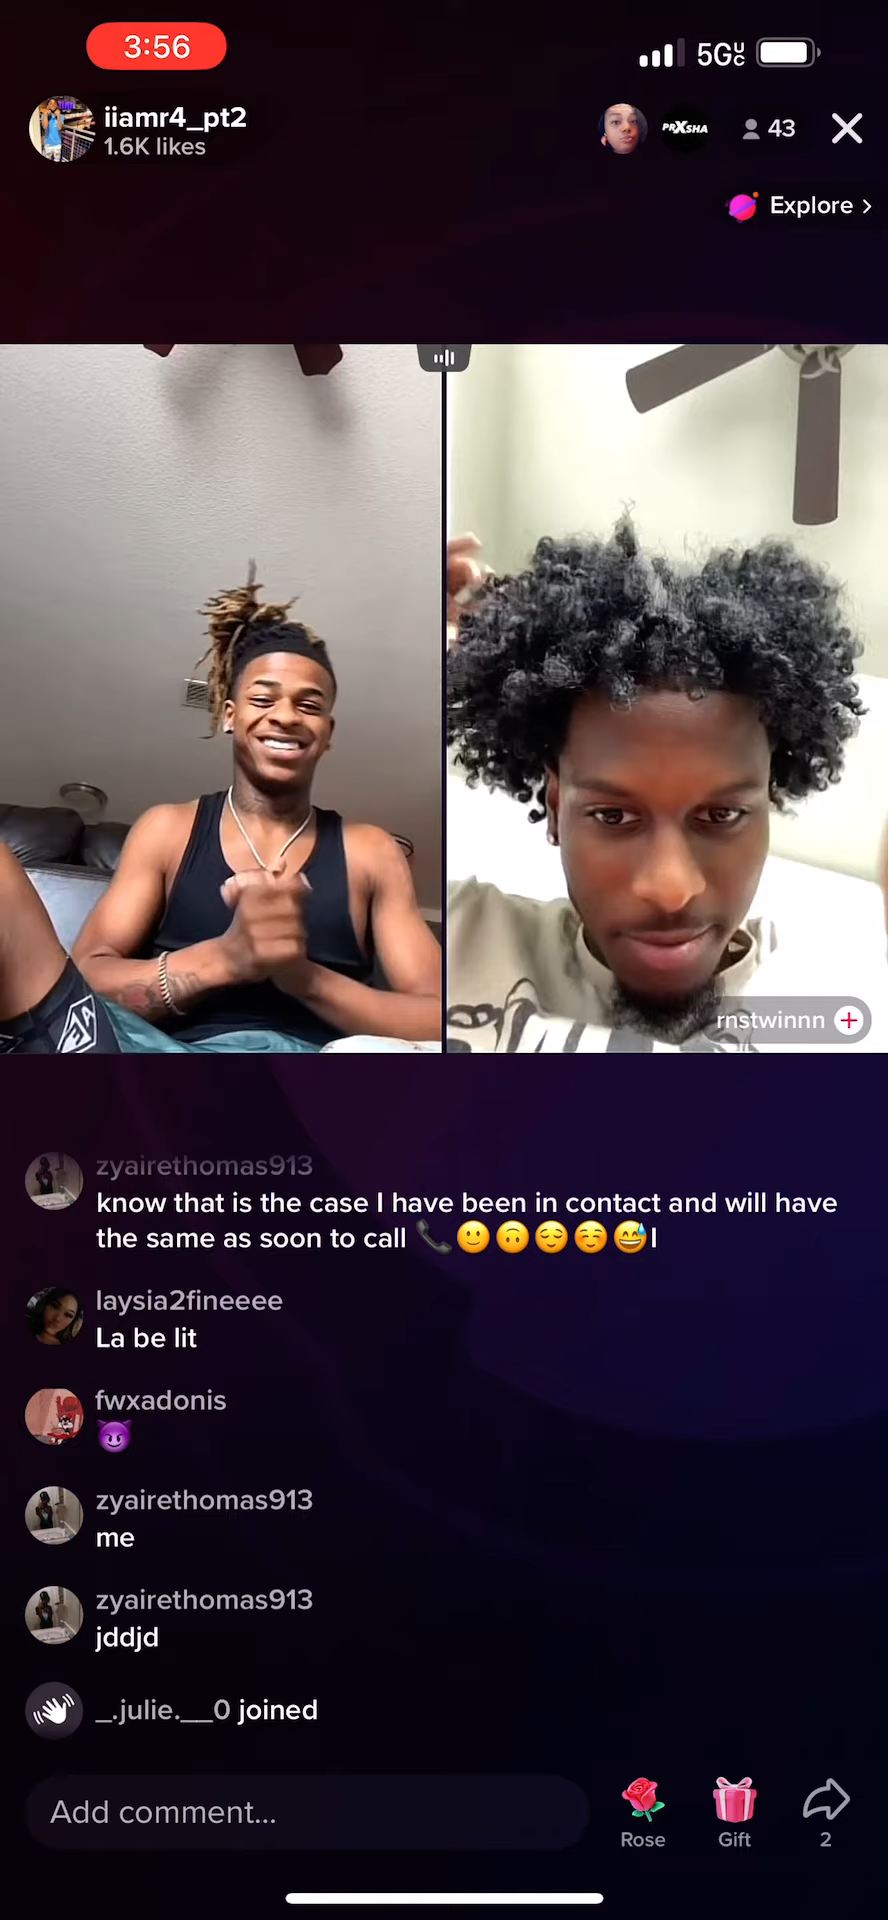 3:56
5GUC
iiamr4_pt2
1.6K likes
PRXSHA
43
Explore >
rnstwinnn
zyairethomas913
know that is the case I have been in contact and will have
the same as soon to call 📞🙂🙃😌☺️😅I
laysia2fineeee
La be lit
fwxadonis
😈
zyairethomas913
me
zyairethomas913
jddjd
_.julie.__0 joined
Add comment...
Rose
Gift
2